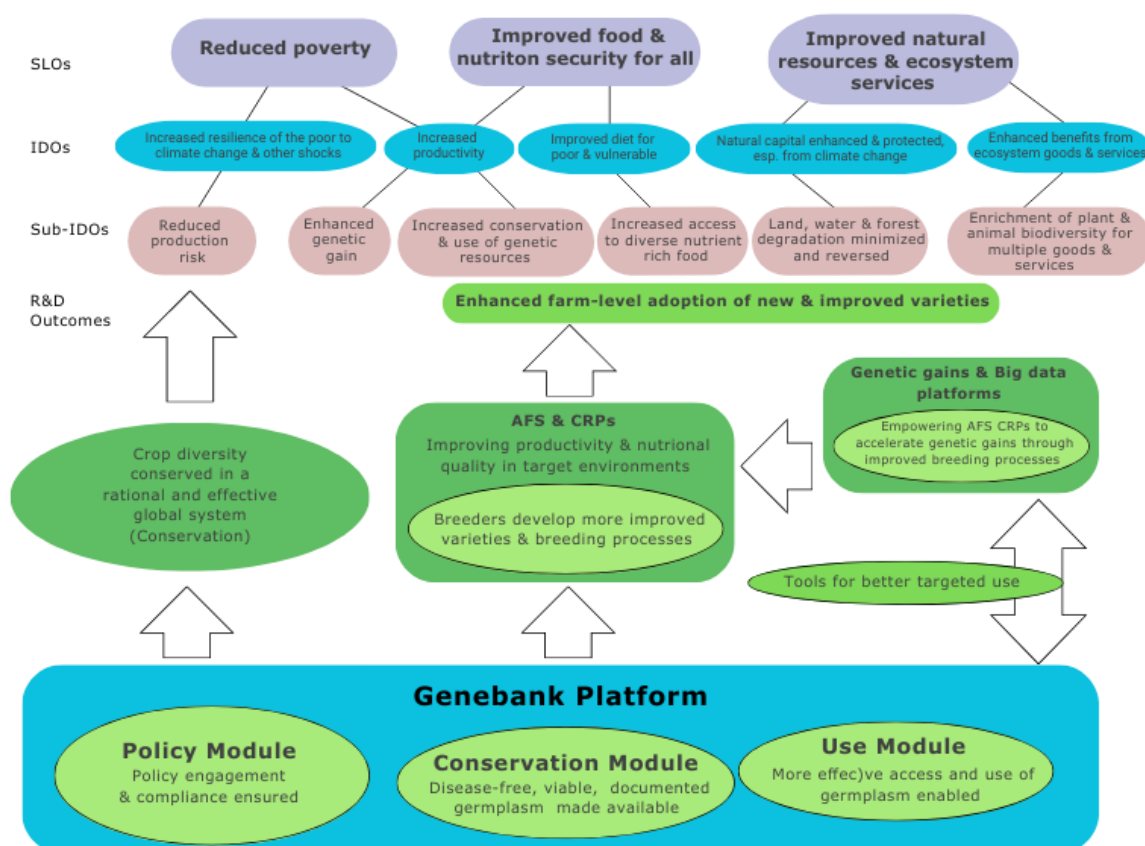 SLOs
Reduced poverty
Improved food &
nutriton security for all
Improved natural
resources & ecosystem
services
IDOs
Increased resilience of the poor to
climate change & other shocks
Increased
productivity
Improved diet for
poor & vulnerable
Natural capital enhanced & protected,
esp. from climate change
Enhanced benefits from
ecosystem goods & services
Sub-IDOs
Reduced
production
risk
Enhanced
genetic
gain
Increased conservation
& use of genetic
resources
Increased access
to diverse nutrient
rich food
Land, water & forest
degradation minimized
and reversed
Enrichment of plant &
animal biodiversity for
multiple goods &
services
R&D
Outcomes
Enhanced farm-level adoption of new & improved varieties
Genetic gains & Big data
platforms
Empowering AFS CRPs to
accelerate genetic gains through
improved breeding processes
AFS & CRPs
Improving productivity & nutrional
quality in target environments
Breeders develop more improved
varieties & breeding processes
Crop diversity
conserved in a
rational and effective
global system
(Conservation)
Tools for better targeted use
Genebank Platform
Policy Module
Policy engagement
& compliance ensured
Conservation Module
Disease-free, viable, documented
germplasm made available
Use Module
More effec)ve access and use of
germplasm enabled